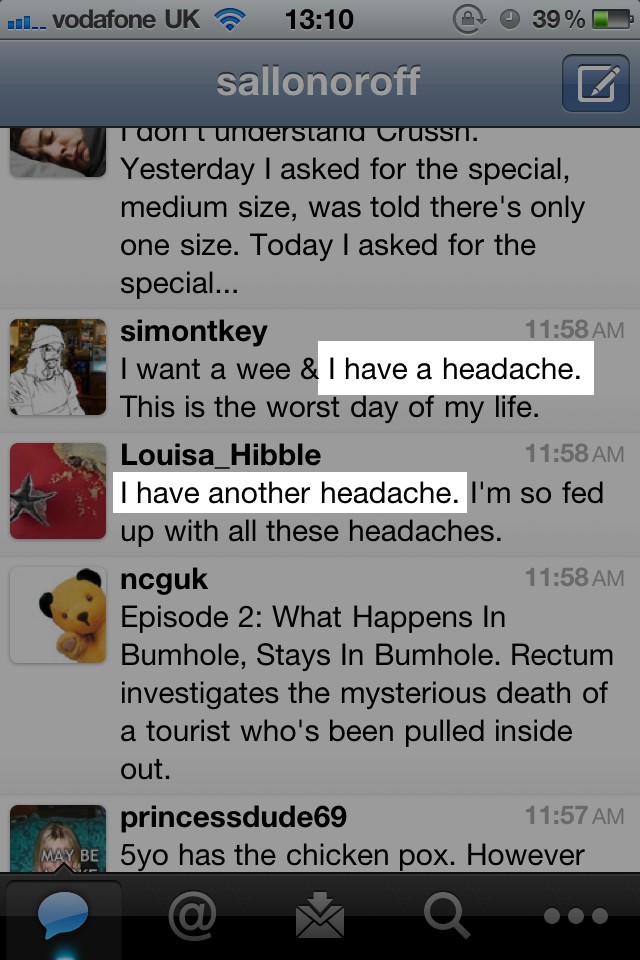 vodafone UK 13:10 39%
sallonoroff
I don't understand Crussh.
Yesterday I asked for the special,
medium size, was told there's only
one size. Today I asked for the
special...
simontkey 11:58 AM
I want a wee & I have a headache.
This is the worst day of my life.
Louisa_Hibble 11:58 AM
I have another headache. I'm so fed
up with all these headaches.
ncguk 11:58 AM
Episode 2: What Happens In
Bumhole, Stays In Bumhole. Rectum
investigates the mysterious death of
a tourist who's been pulled inside
out.
princessdude69 11:57 AM
MAY BE
5yo has the chicken pox. However
@